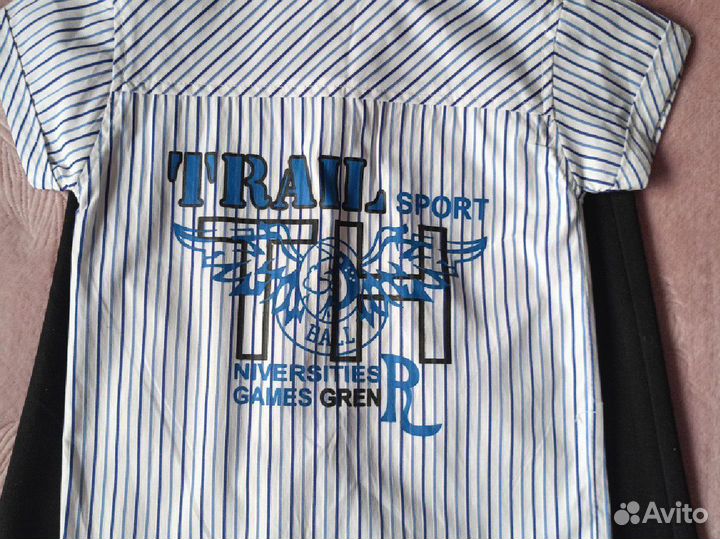 TRAIL SPORT
TH
BALL
NIVERSITIES
GAMES GREN R
Avito